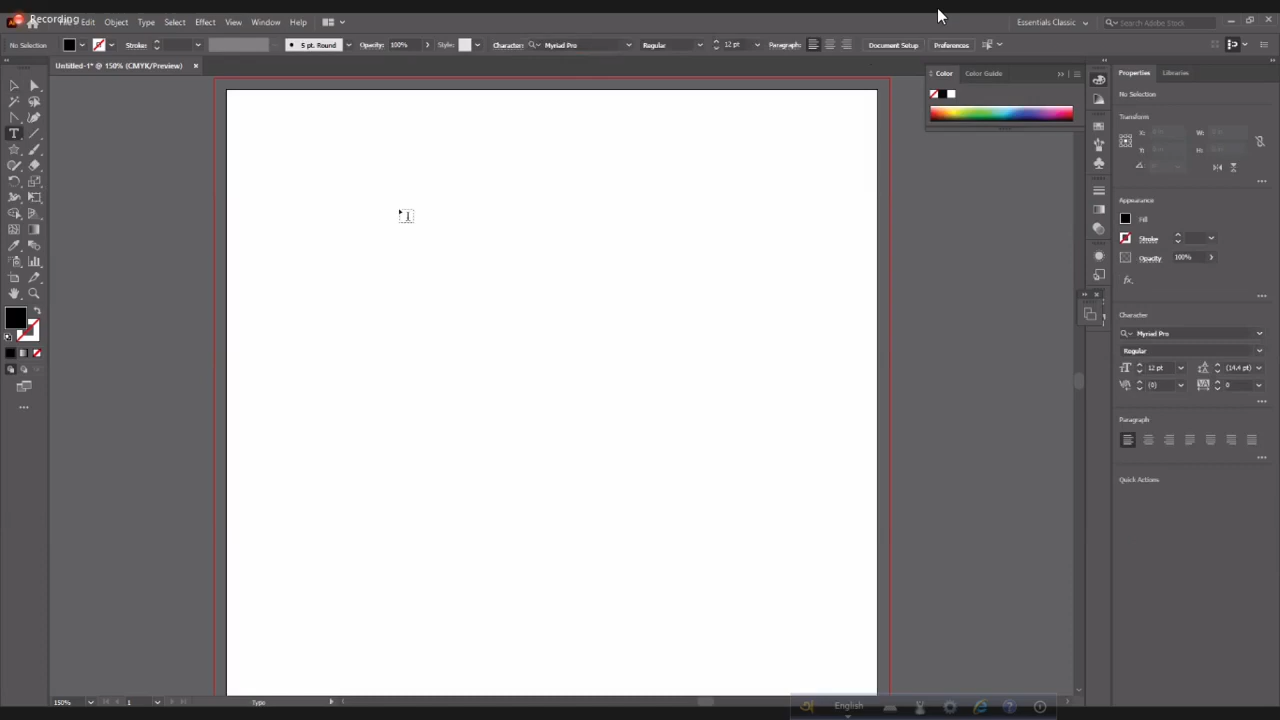 Recording
Edit Object Type Select Effect View Window Help Essentials Classic Search Adobe Stock
No Selection Stroke: 5 pt. Round Opacity: 100% Style: Character: Myriad Pro Regular 12 pt Paragraph: Document Setup Preferences
Untitled-1* @ 150% (CMYK/Preview)
Color Color Guide
Properties Libraries
No Selection
Transform
X: W:
Y: H:
Appearance
Fill
Stroke
Opacity 100%
fx
Character
Myriad Pro
Regular
12 pt (14.4 pt)
(0) 0
Paragraph
Quick Actions
150% 1 Type
English